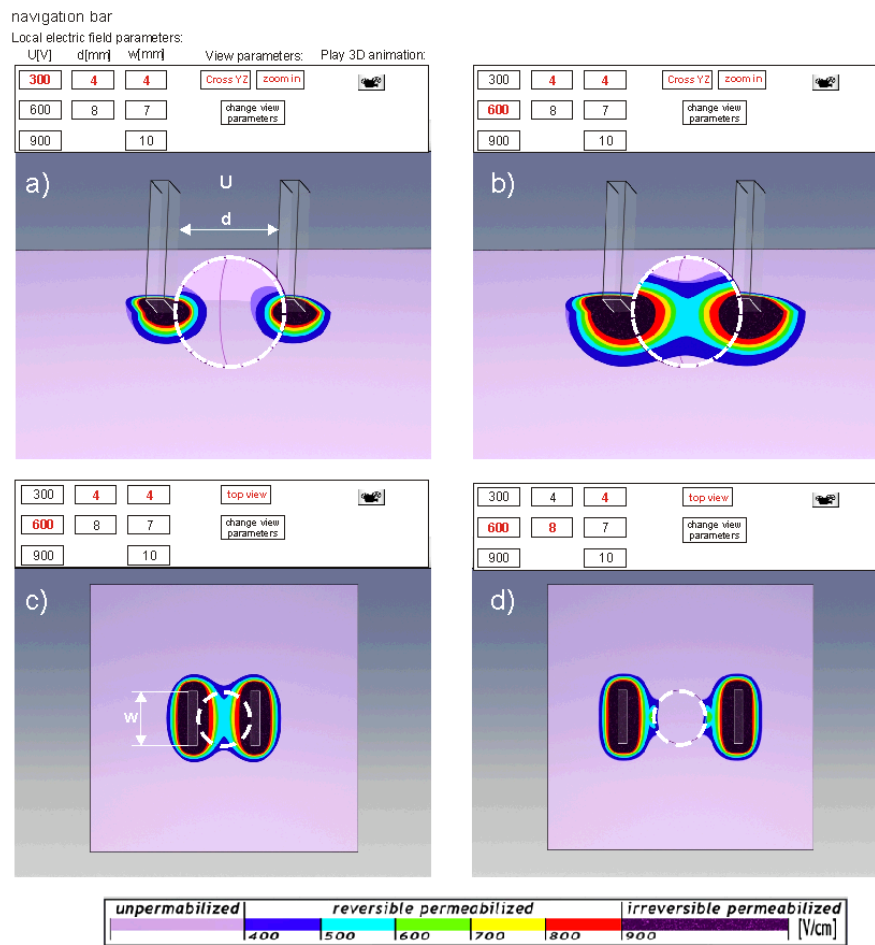 navigation bar
Local electric field parameters:
U[V] d[mm] w[mm] View parameters: Play 3D animation:
300 4 4 Cross YZ zoom in
600 8 7 change view parameters
900 10
a) U
d
300 4 4 Cross YZ zoom in
600 8 7 change view parameters
900 10
b)
300 4 4 top view
600 8 7 change view parameters
900 10
c)
w
300 4 4 top view
600 8 7 change view parameters
900 10
d)
unpermabilized reversible permeabilized irreversible permeabilized
400 500 600 700 800 900 [V/cm]